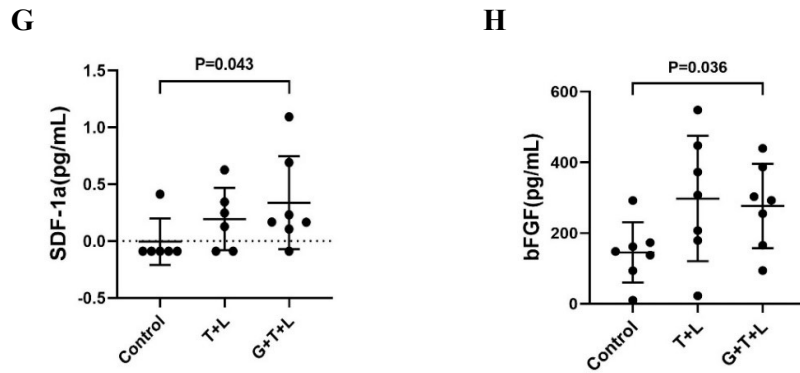 G
P=0.043
SDF-1a(pg/mL)
1.5
1.0
0.5
0.0
-0.5
Control
T+L
G+T+L
H
P=0.036
bFGF(pg/mL)
600
400
200
0
Control
T+L
G+T+L